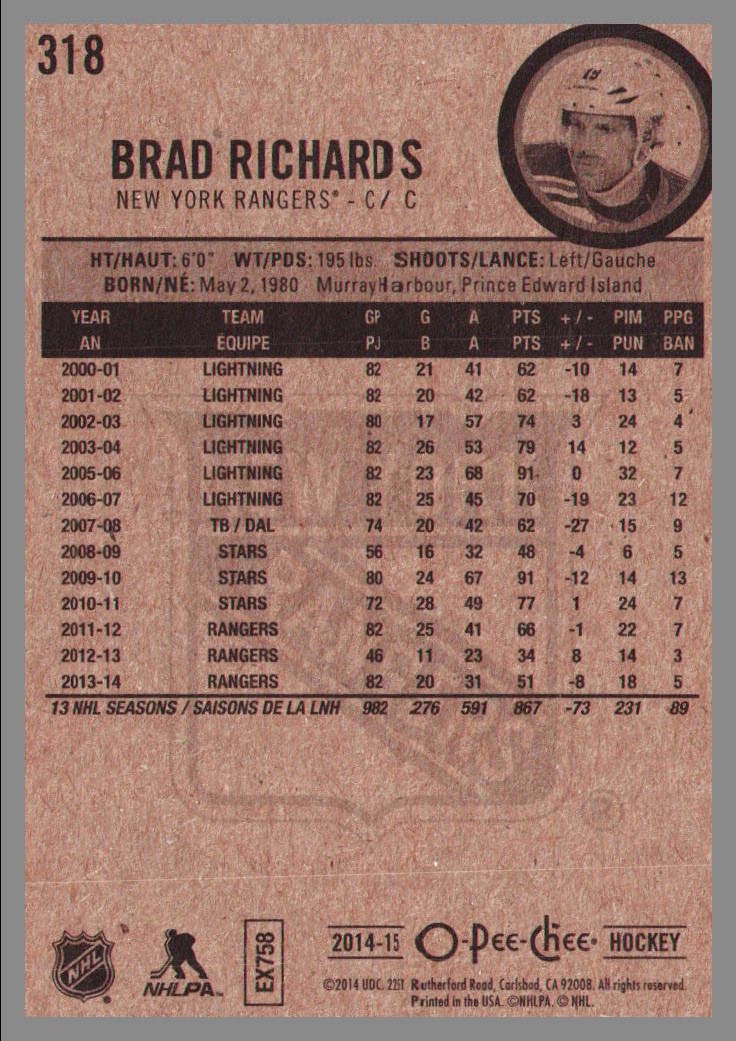 318
19
BRAD RICHARDS
NEW YORK RANGERS® - C / C
HT/HAUT: 6'0" WT/PDS: 195 lbs. SHOOTS/LANCE: Left/Gauche
BORN/NÉ: May 2, 1980 Murray Harbour, Prince Edward Island
YEAR TEAM GP G A PTS + / - PIM PPG
AN ÉQUIPE PJ B A PTS + / - PUN BAN
2000-01 LIGHTNING 82 21 41 62 -10 14 7
2001-02 LIGHTNING 82 20 42 62 -18 13 5
2002-03 LIGHTNING 80 17 57 74 3 24 4
2003-04 LIGHTNING 82 26 53 79 14 12 5
2005-06 LIGHTNING 82 23 68 91 0 32 7
2006-07 LIGHTNING 82 25 45 70 -19 23 12
2007-08 TB / DAL 74 20 42 62 -27 15 9
2008-09 STARS 56 16 32 48 -4 6 5
2009-10 STARS 80 24 67 91 -12 14 13
2010-11 STARS 72 28 49 77 1 24 7
2011-12 RANGERS 82 25 41 66 -1 22 7
2012-13 RANGERS 46 11 23 34 8 14 3
2013-14 RANGERS 82 20 31 51 -8 18 5
13 NHL SEASONS / SAISONS DE LA LNH 982 276 591 867 -73 231 89
NHL
NHLPA
EX758
2014-15 O-Pee-Chee HOCKEY
©2014 UDC. 2251 Rutherford Road, Carlsbad, CA 92008. All rights reserved.
Printed in the USA. ©NHLPA. © NHL.